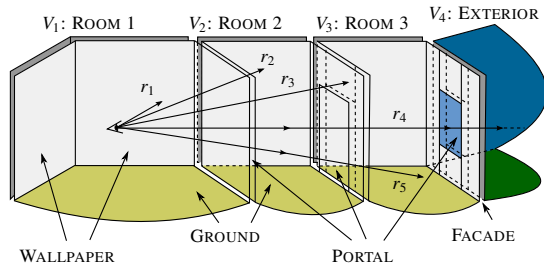 V₁: ROOM 1
V₂: ROOM 2
V₃: ROOM 3
V₄: EXTERIOR
r₁
r₂
r₃
r₄
r₅
WALLPAPER
GROUND
PORTAL
FACADE